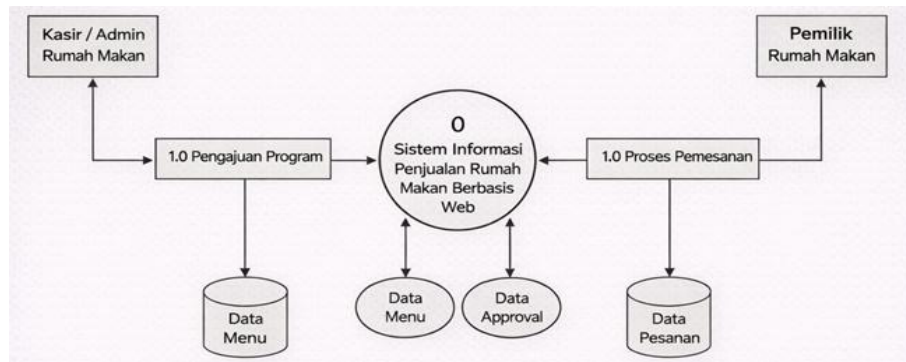 Kasir / Admin
Rumah Makan
Pemilik
Rumah Makan
0
Sistem Informasi
Penjualan Rumah
Makan Berbasis
Web
1.0 Pengajuan Program
1.0 Proses Pemesanan
Data
Menu
Data
Menu
Data
Approval
Data
Pesanan